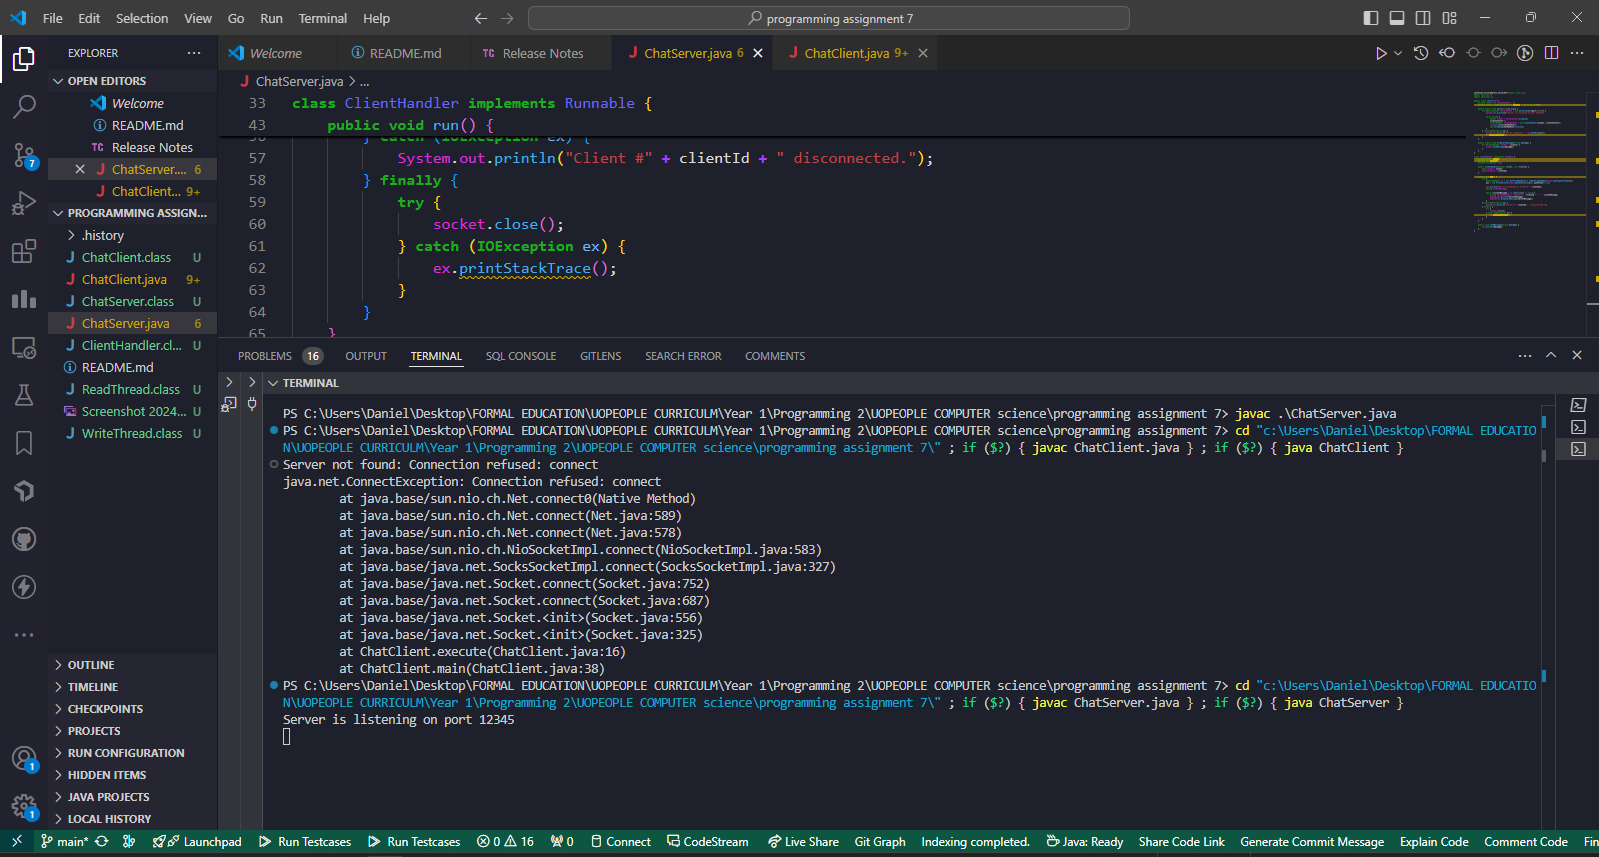 File Edit Selection View Go Run Terminal Help
programming assignment 7
EXPLORER
OPEN EDITORS
Welcome
README.md
Release Notes
ChatServer.... 6
ChatClient... 9+
PROGRAMMING ASSIGN...
.history
ChatClient.class U
ChatClient.java 9+
ChatServer.class U
ChatServer.java 6
ClientHandler.cl... U
README.md
ReadThread.class U
Screenshot 2024... U
WriteThread.class U
OUTLINE
TIMELINE
CHECKPOINTS
PROJECTS
RUN CONFIGURATION
HIDDEN ITEMS
JAVA PROJECTS
LOCAL HISTORY
7
1
1
Welcome README.md TC Release Notes ChatServer.java 6 ChatClient.java 9+
ChatServer.java > ...
33 class ClientHandler implements Runnable {
43 public void run() {
56 } catch (IOException ex) {
57 System.out.println("Client #" + clientId + " disconnected.");
58 } finally {
59 try {
60 socket.close();
61 } catch (IOException ex) {
62 ex.printStackTrace();
63 }
64 }
65 }
PROBLEMS 16 OUTPUT TERMINAL SQL CONSOLE GITLENS SEARCH ERROR COMMENTS
TERMINAL
PS C:\Users\Daniel\Desktop\FORMAL EDUCATION\UOPEOPLE CURRICULM\Year 1\Programming 2\UOPEOPLE COMPUTER science\programming assignment 7> javac .\ChatServer.java
PS C:\Users\Daniel\Desktop\FORMAL EDUCATION\UOPEOPLE CURRICULM\Year 1\Programming 2\UOPEOPLE COMPUTER science\programming assignment 7> cd "c:\Users\Daniel\Desktop\FORMAL EDUCATIO
N\UOPEOPLE CURRICULM\Year 1\Programming 2\UOPEOPLE COMPUTER science\programming assignment 7\" ; if ($?) { javac ChatClient.java } ; if ($?) { java ChatClient }
Server not found: Connection refused: connect
java.net.ConnectException: Connection refused: connect
at java.base/sun.nio.ch.Net.connect0(Native Method)
at java.base/sun.nio.ch.Net.connect(Net.java:589)
at java.base/sun.nio.ch.Net.connect(Net.java:578)
at java.base/sun.nio.ch.NioSocketImpl.connect(NioSocketImpl.java:583)
at java.base/java.net.SocksSocketImpl.connect(SocksSocketImpl.java:327)
at java.base/java.net.Socket.connect(Socket.java:752)
at java.base/java.net.Socket.connect(Socket.java:687)
at java.base/java.net.Socket.<init>(Socket.java:556)
at java.base/java.net.Socket.<init>(Socket.java:325)
at ChatClient.execute(ChatClient.java:16)
at ChatClient.main(ChatClient.java:38)
PS C:\Users\Daniel\Desktop\FORMAL EDUCATION\UOPEOPLE CURRICULM\Year 1\Programming 2\UOPEOPLE COMPUTER science\programming assignment 7> cd "c:\Users\Daniel\Desktop\FORMAL EDUCATIO
N\UOPEOPLE CURRICULM\Year 1\Programming 2\UOPEOPLE COMPUTER science\programming assignment 7\" ; if ($?) { javac ChatServer.java } ; if ($?) { java ChatServer }
Server is listening on port 12345
main* Launchpad Run Testcases Run Testcases 0 16 0 Connect CodeStream Live Share Git Graph Indexing completed. Java: Ready Share Code Link Generate Commit Message Explain Code Comment Code Fin